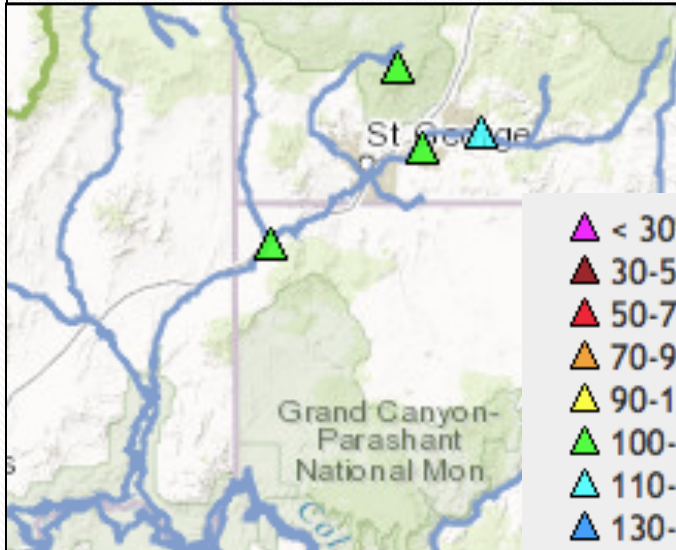 St George
Grand Canyon-
Parashant
National Mon
s
Col
< 30
30-5
50-7
70-9
90-1
100-
110-
130-